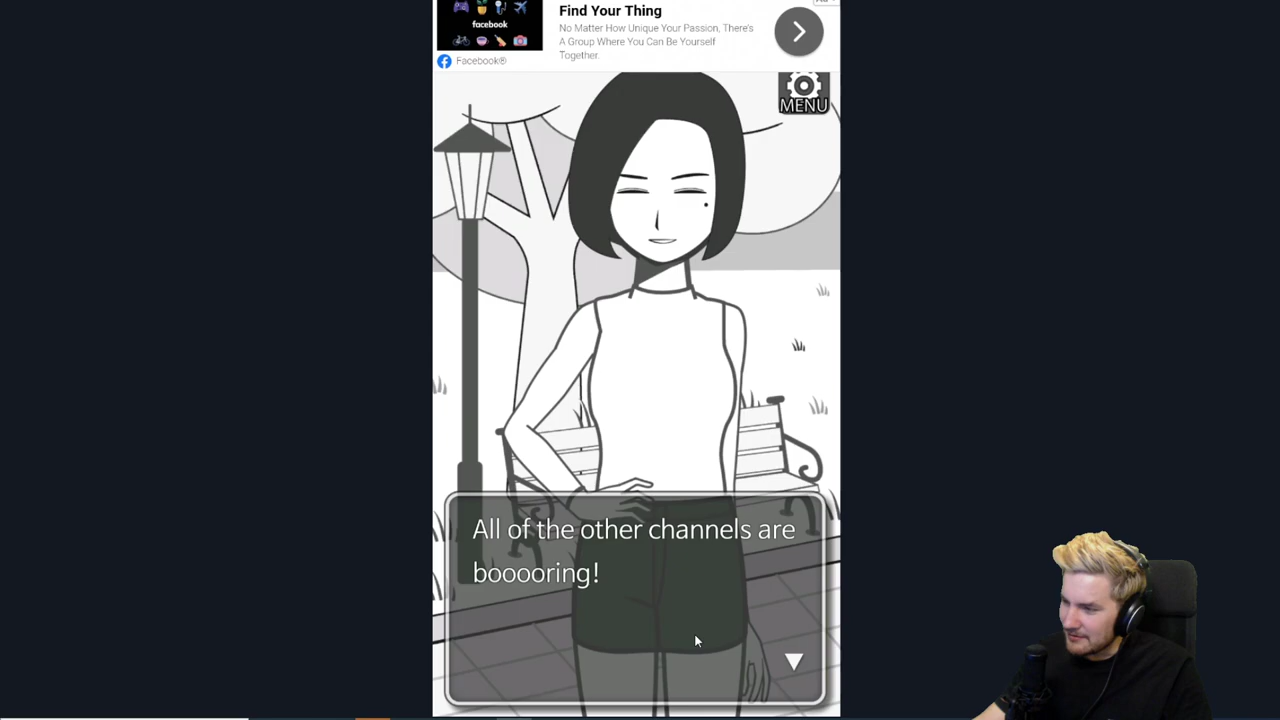 Find Your Thing
No Matter How Unique Your Passion, There's
A Group Where You Can Be Yourself
Together.
facebook
Facebook®
MENU
All of the other channels are
booooring!